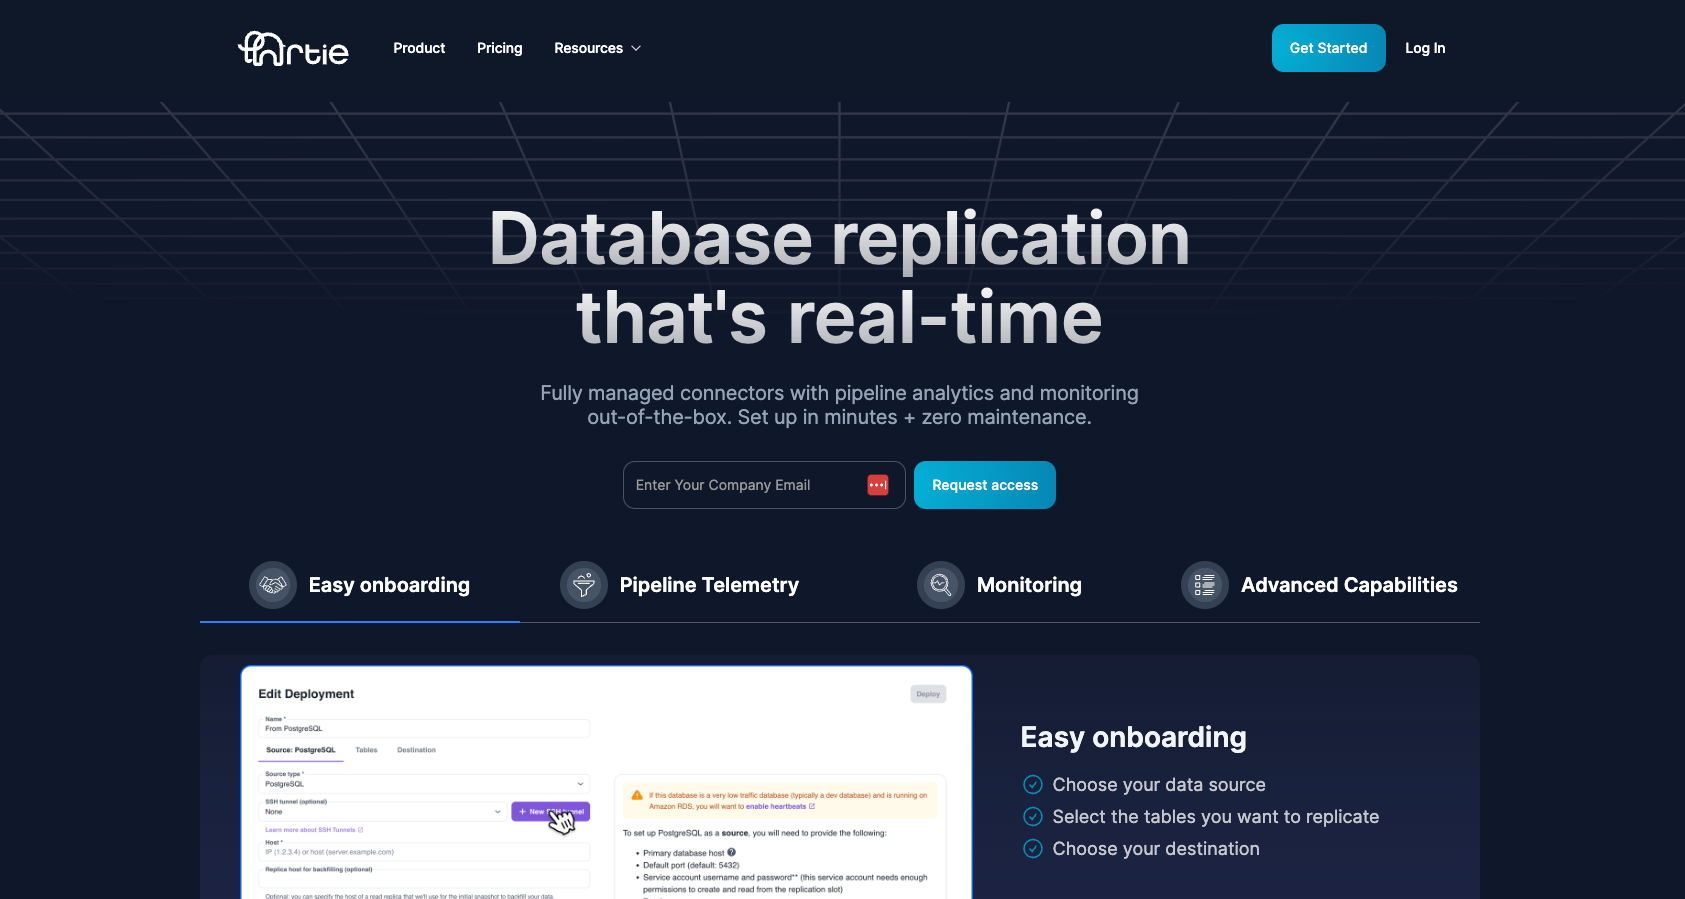 Artie
Product
Pricing
Resources
Get Started
Log In
Database replication
that's real-time
Fully managed connectors with pipeline analytics and monitoring
out-of-the-box. Set up in minutes + zero maintenance.
Enter Your Company Email
Request access
Easy onboarding
Pipeline Telemetry
Monitoring
Advanced Capabilities
Edit Deployment
Deploy
Name *
From PostgreSQL
Source: PostgreSQL
Tables
Destination
Source type *
PostgreSQL
SSH tunnel (optional)
None
+ New SSH tunnel
Learn more about SSH Tunnels
Host *
IP (1.2.3.4) or host (server.example.com)
Replica host for backfilling (optional)
Optional: you can specify the host of a read replica that we'll use for the initial snapshot to backfill your data.
If this database is a very low traffic database (typically a dev database) and is running on
Amazon RDS, you will want to enable heartbeats
To set up PostgreSQL as a source, you will need to provide the following:
• Primary database host
• Default port (default: 5432)
• Service account username and password** (this service account needs enough
permissions to create and read from the replication slot)
Easy onboarding
Choose your data source
Select the tables you want to replicate
Choose your destination